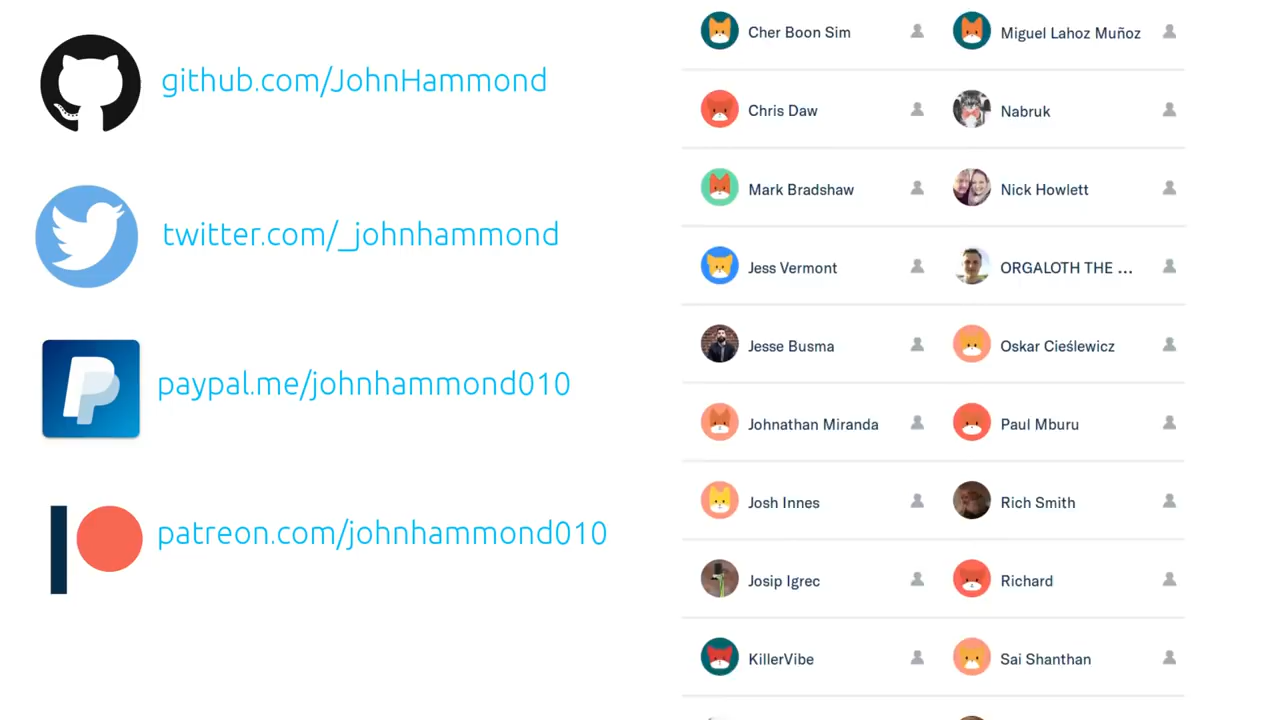 github.com/JohnHammond
twitter.com/_johnhammond
paypal.me/johnhammond010
patreon.com/johnhammond010
Cher Boon Sim
Miguel Lahoz Muñoz
Chris Daw
Nabruk
Mark Bradshaw
Nick Howlett
Jess Vermont
ORGALOTH THE ...
Jesse Busma
Oskar Cieślewicz
Johnathan Miranda
Paul Mburu
Josh Innes
Rich Smith
Josip Igrec
Richard
KillerVibe
Sai Shanthan